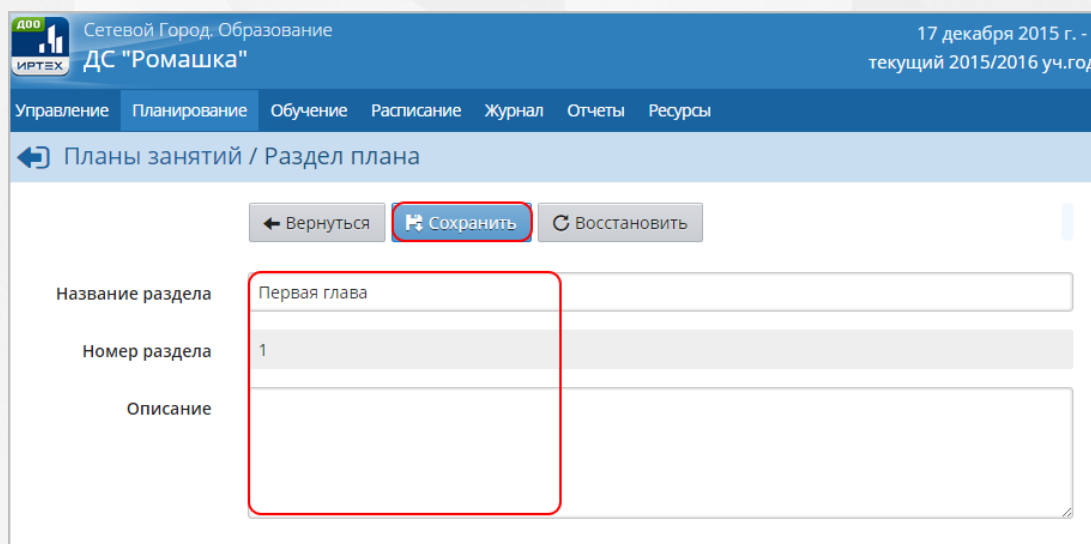 ДОО
ИРТЕХ
Сетевой Город. Образование
ДС "Ромашка"
17 декабря 2015 г. -
текущий 2015/2016 уч.год
Управление Планирование Обучение Расписание Журнал Отчеты Ресурсы
Планы занятий / Раздел плана
Вернуться Сохранить Восстановить
Название раздела Первая глава
Номер раздела 1
Описание